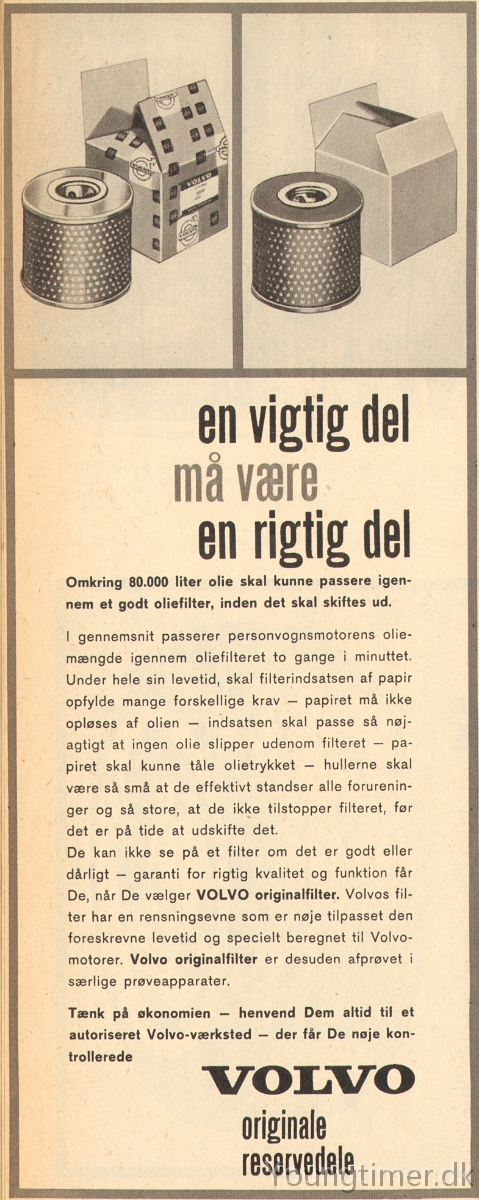 VOLVO
en vigtig del
må være
en rigtig del
Omkring 80.000 liter olie skal kunne passere igen-
nem et godt oliefilter, inden det skal skiftes ud.
I gennemsnit passerer personvognsmotorens olie-
mængde igennem oliefilteret to gange i minuttet.
Under hele sin levetid, skal filterindsatsen af papir
opfylde mange forskellige krav — papiret må ikke
opløses af olien — indsatsen skal passe så nøj-
agtigt at ingen olie slipper udenom filteret — pa-
piret skal kunne tåle olietrykket — hullerne skal
være så små at de effektivt standser alle forurenin-
ger og så store, at de ikke tilstopper filteret, før
det er på tide at udskifte det.
De kan ikke se på et filter om det er godt eller
dårligt — garanti for rigtig kvalitet og funktion får
De, når De vælger VOLVO originalfilter. Volvos fil-
ter har en rensningsevne som er nøje tilpasset den
foreskrevne levetid og specielt beregnet til Volvo-
motorer. Volvo originalfilter er desuden afprøvet i
særlige prøveapparater.
Tænk på økonomien — henvend Dem altid til et
autoriseret Volvo-værksted — der får De nøje kon-
trollerede
VOLVO
originale
reservedele
Youngtimer.dk